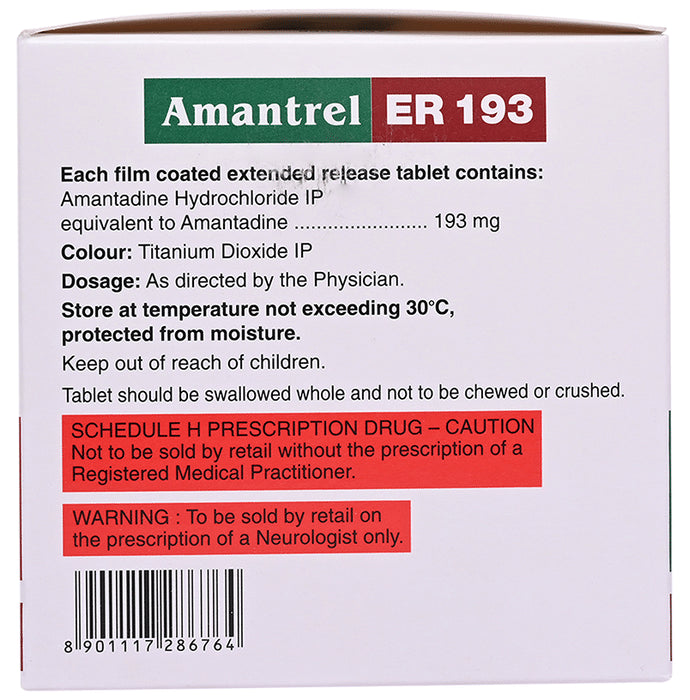 Amantrel ER 193
Each film coated extended release tablet contains:
Amantadine Hydrochloride IP
equivalent to Amantadine ........................ 193 mg
Colour: Titanium Dioxide IP
Dosage: As directed by the Physician.
Store at temperature not exceeding 30°C,
protected from moisture.
Keep out of reach of children.
Tablet should be swallowed whole and not to be chewed or crushed.
SCHEDULE H PRESCRIPTION DRUG – CAUTION
Not to be sold by retail without the prescription of a
Registered Medical Practitioner.
WARNING : To be sold by retail on
the prescription of a Neurologist only.
8 901117 286764